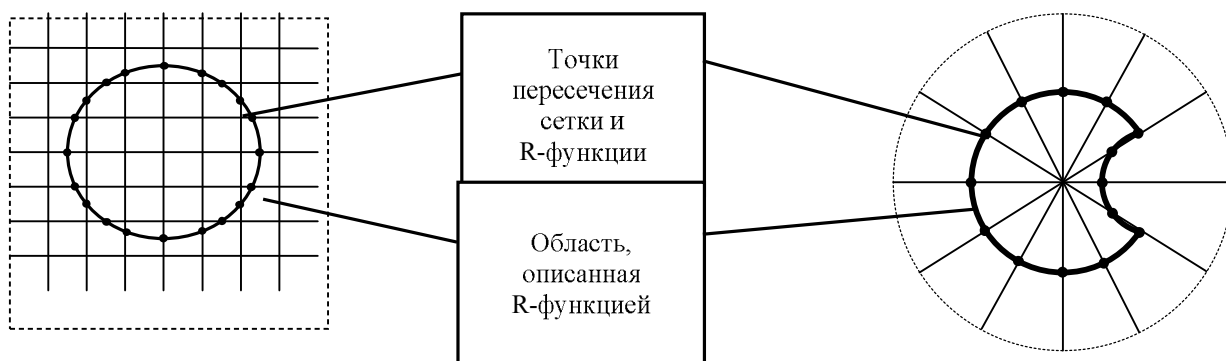 Точки
пересечения
сетки и
R-функции
Область,
описанная
R-функцией